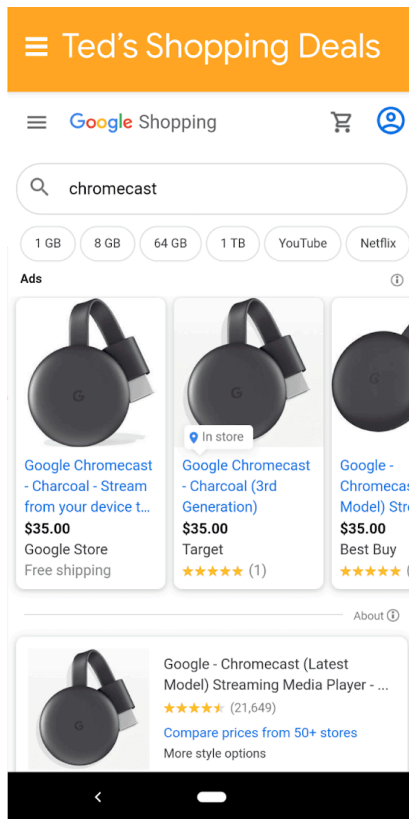 Ted's Shopping Deals
Google Shopping
chromecast
1 GB
8 GB
64 GB
1 TB
YouTube
Netflix
Ads
In store
Google Chromecast
- Charcoal - Stream
from your device t...
$35.00
Google Store
Free shipping
Google Chromecast
- Charcoal (3rd
Generation)
$35.00
Target
(1)
Google -
Chromecas
Model) Str
$35.00
Best Buy
About
Google - Chromecast (Latest
Model) Streaming Media Player - ...
(21,649)
Compare prices from 50+ stores
More style options